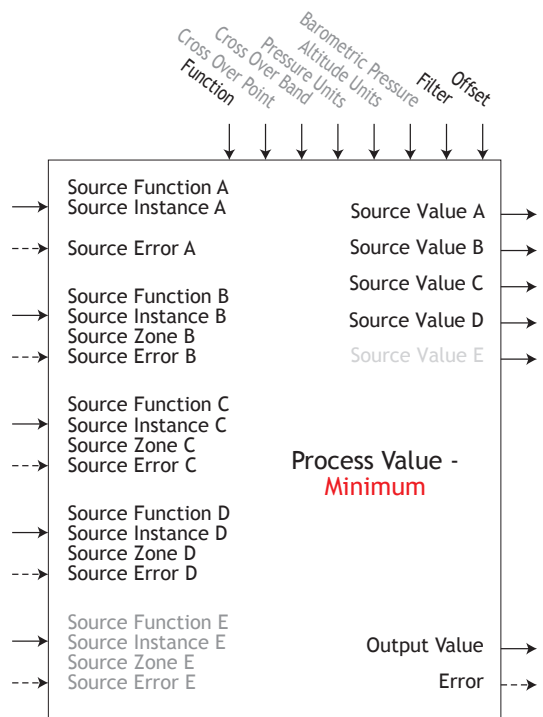 Function
Cross Over Point
Cross Over Band
Pressure Units
Altitude Units
Barometric Pressure
Filter
Offset
Source Function A
Source Instance A
Source Error A
Source Function B
Source Instance B
Source Zone B
Source Error B
Source Function C
Source Instance C
Source Zone C
Source Error C
Source Function D
Source Instance D
Source Zone D
Source Error D
Source Function E
Source Instance E
Source Zone E
Source Error E
Source Value A
Source Value B
Source Value C
Source Value D
Source Value E
Process Value -
Minimum
Output Value
Error